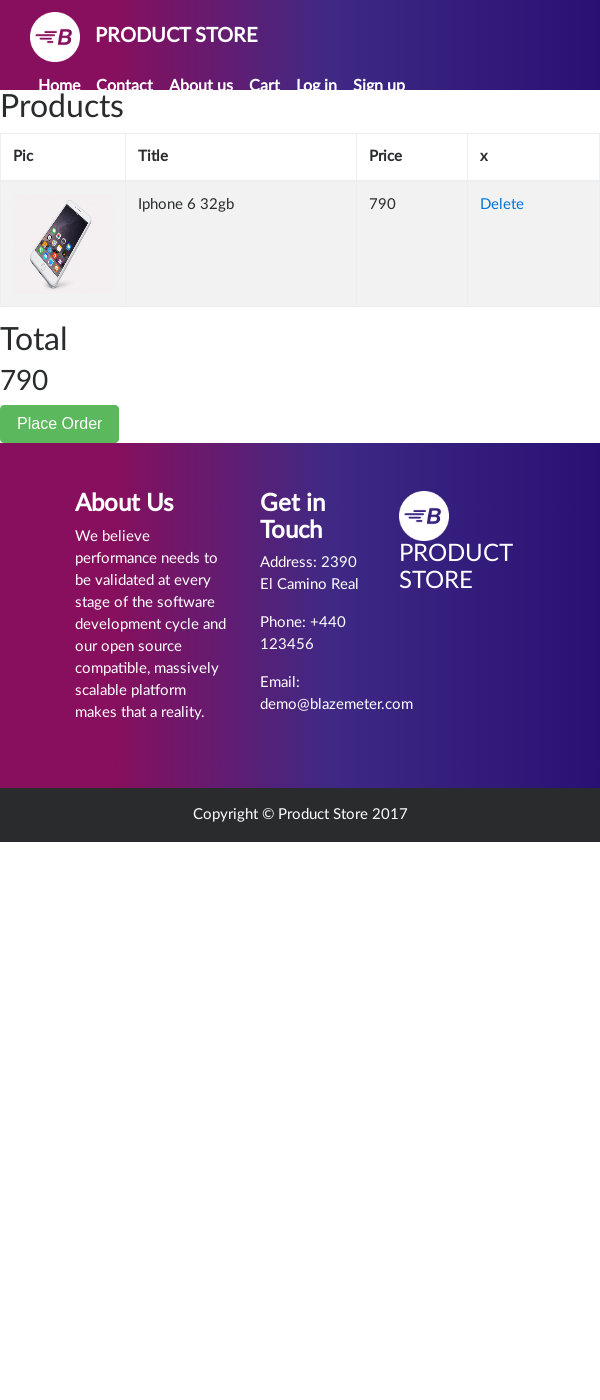 B PRODUCT STORE
Home Contact About us Cart Log in Sign up
Products
Pic Title Price x
Iphone 6 32gb 790 Delete
Total
790
Place Order
About Us
We believe
performance needs to
be validated at every
stage of the software
development cycle and
our open source
compatible, massively
scalable platform
makes that a reality.
Get in
Touch
Address: 2390
El Camino Real
Phone: +440
123456
Email:
demo@blazemeter.com
B
PRODUCT
STORE
Copyright © Product Store 2017